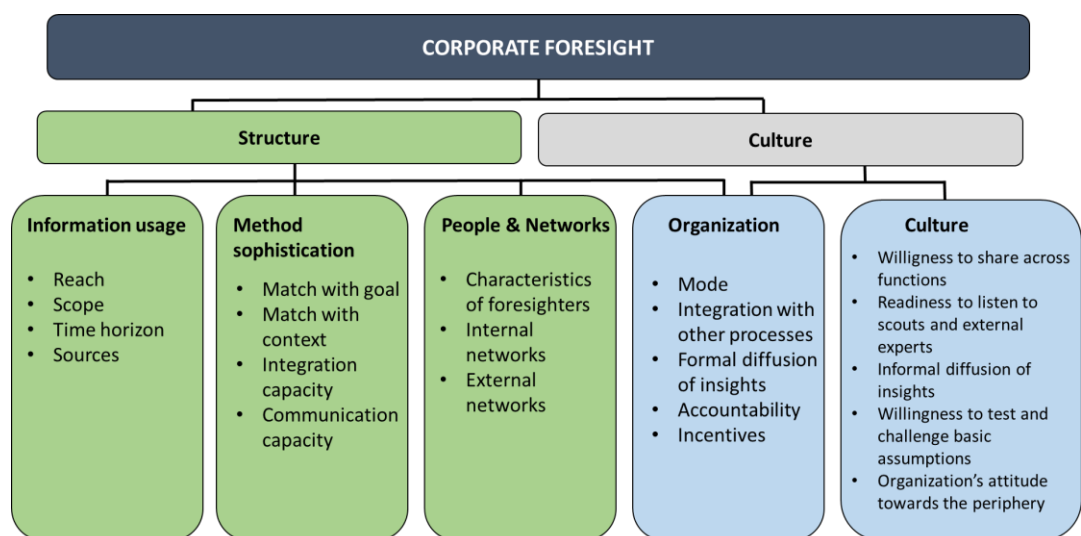 CORPORATE FORESIGHT
Structure
Culture
Information usage
• Reach
• Scope
• Time horizon
• Sources
Method
sophistication
• Match with goal
• Match with
context
• Integration
capacity
• Communication
capacity
People & Networks
• Characteristics
of foresighters
• Internal
networks
• External
networks
Organization
• Mode
• Integration with
other processes
• Formal diffusion
of insights
• Accountability
• Incentives
Culture
• Willigness to share across
functions
• Readiness to listen to
scouts and external
experts
• Informal diffusion of
insights
• Willingness to test and
challenge basic
assumptions
• Organization's attitude
towards the periphery